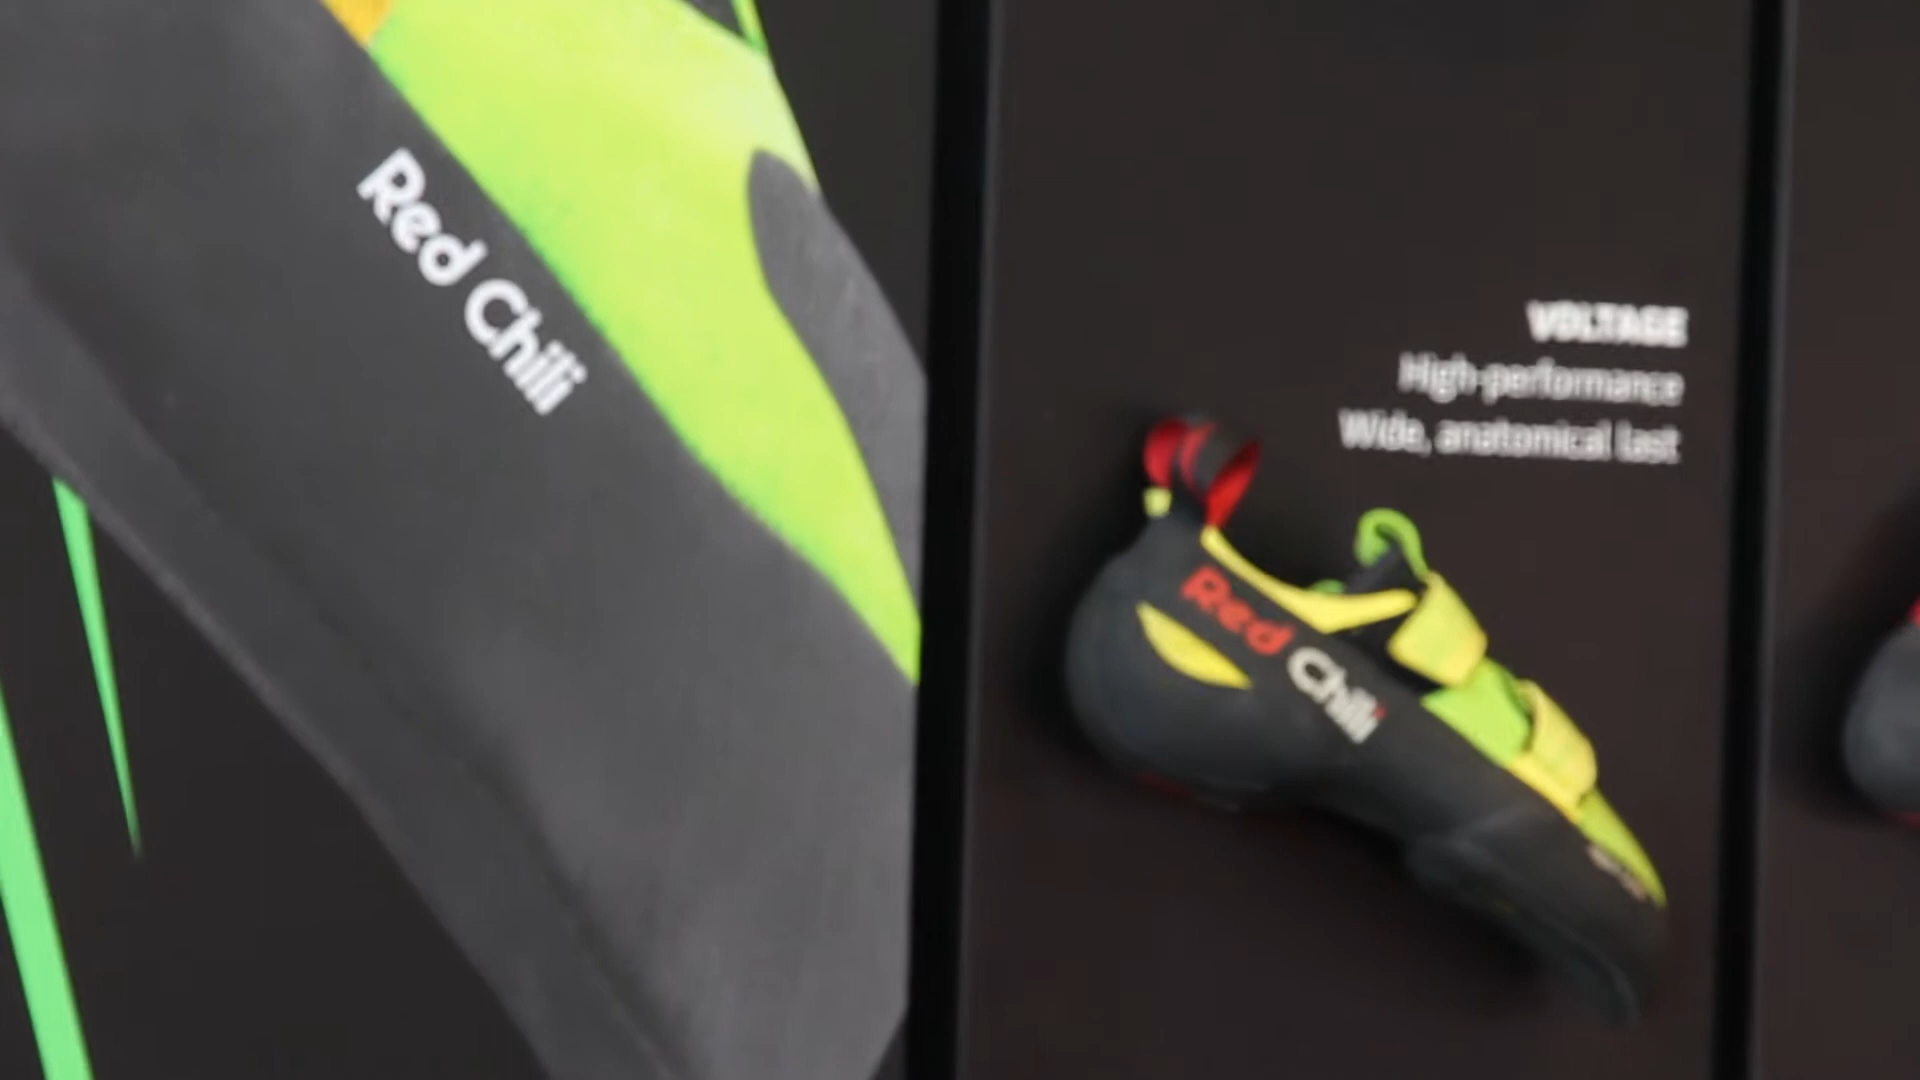 Red Chili
VOLTAGE
High-performance
Wide, anatomical last
Red Chili